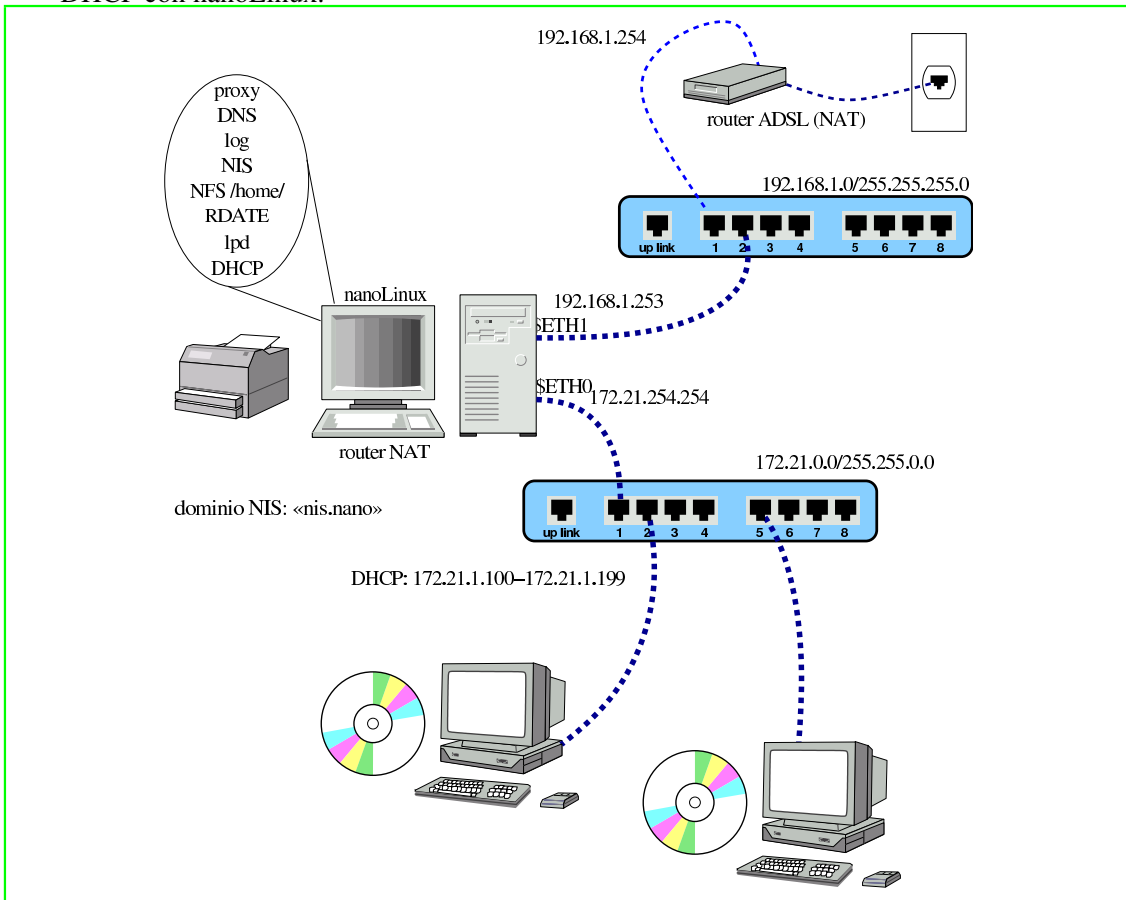 DHCP con nanoLinux.
192.168.1.254
router ADSL (NAT)
proxy
DNS
log
NIS
NFS /home/
RDATE
lpd
DHCP
192.168.1.0/255.255.255.0
up link 1 2 3 4 5 6 7 8
nanoLinux
192.168.1.253
$ETH1
$ETH0
172.21.254.254
router NAT
172.21.0.0/255.255.0.0
dominio NIS: «nis.nano»
up link 1 2 3 4 5 6 7 8
DHCP: 172.21.1.100–172.21.1.199